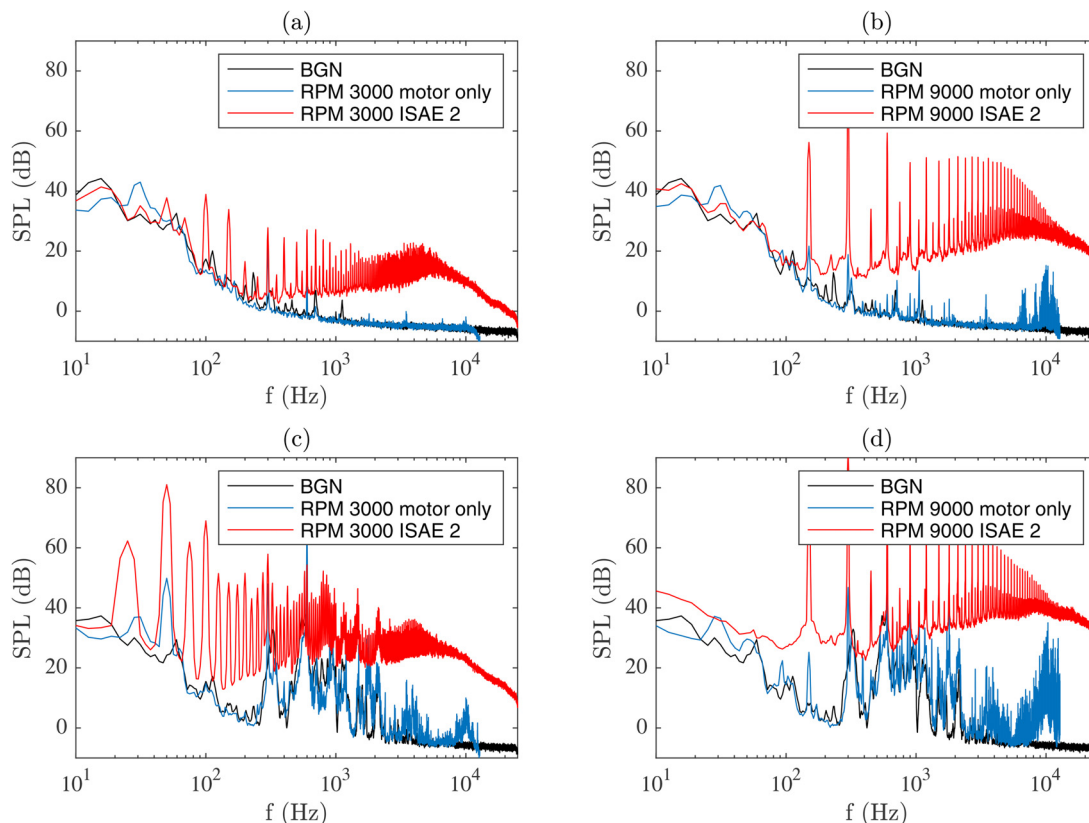 (a)
BGN
RPM 3000 motor only
RPM 3000 ISAE 2
80
60
40
20
0
SPL (dB)
10^1 10^2 10^3 10^4
f (Hz)
(b)
BGN
RPM 9000 motor only
RPM 9000 ISAE 2
80
60
40
20
0
SPL (dB)
10^1 10^2 10^3 10^4
f (Hz)
(c)
BGN
RPM 3000 motor only
RPM 3000 ISAE 2
80
60
40
20
0
SPL (dB)
10^1 10^2 10^3 10^4
f (Hz)
(d)
BGN
RPM 9000 motor only
RPM 9000 ISAE 2
80
60
40
20
0
SPL (dB)
10^1 10^2 10^3 10^4
f (Hz)